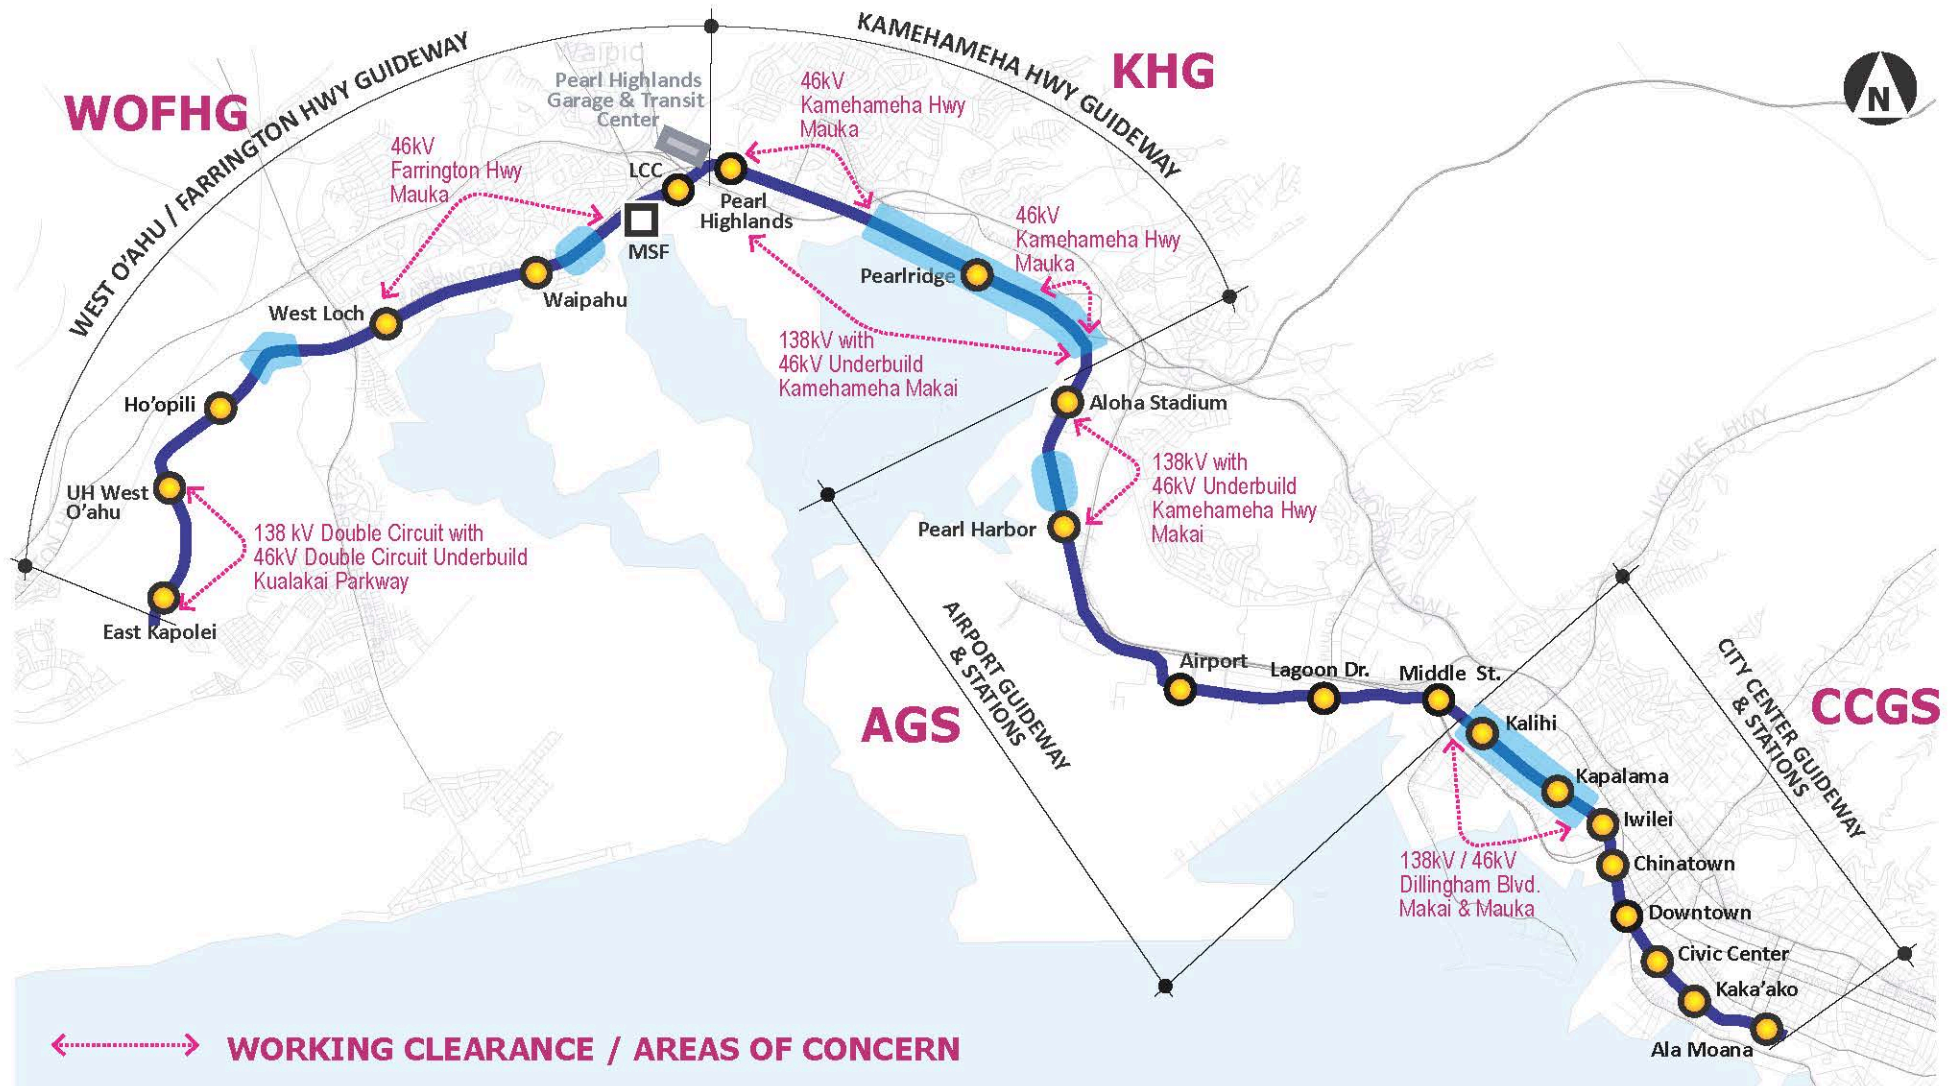 WOFHG
WEST O'AHU / FARRINGTON HWY GUIDEWAY
KAMEHAMEHA HWY GUIDEWAY
KHG
N
Waipio
Pearl Highlands
Garage & Transit
Center
46kV
Kamehameha Hwy
Mauka
46kV
Farrington Hwy
Mauka
LCC
Pearl
Highlands
MSF
46kV
Kamehameha Hwy
Mauka
Pearlridge
Waipahu
West Loch
138kV with
46kV Underbuild
Kamehameha Makai
Ho'opili
Aloha Stadium
138kV with
46kV Underbuild
Kamehameha Hwy
Makai
UH West
O'ahu
138 kV Double Circuit with
46kV Double Circuit Underbuild
Kualakai Parkway
Pearl Harbor
East Kapolei
LIKELIKE HWY
AIRPORT GUIDEWAY
& STATIONS
AGS
Airport
Lagoon Dr.
Middle St.
CITY CENTER GUIDEWAY
& STATIONS
CCGS
Kalihi
Kapalama
Iwilei
138kV / 46kV
Dillingham Blvd.
Makai & Mauka
Chinatown
Downtown
Civic Center
Kaka'ako
Ala Moana
WORKING CLEARANCE / AREAS OF CONCERN